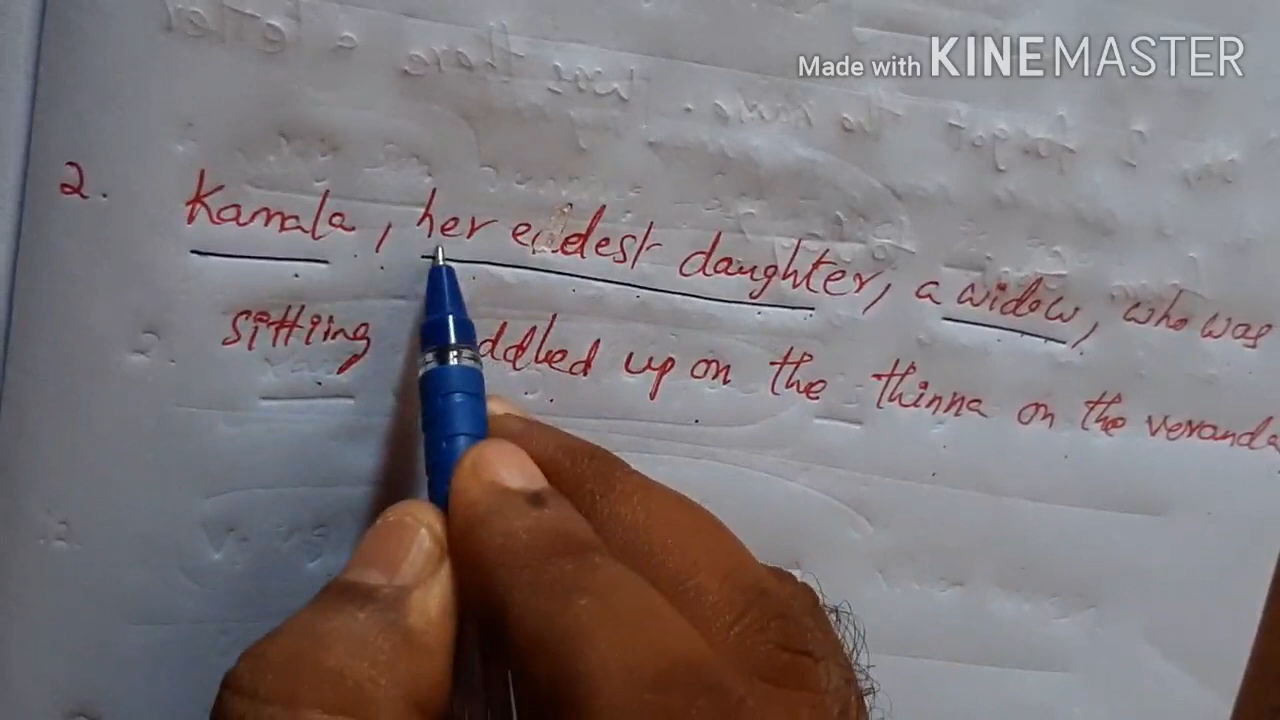 Made with KINEMASTER
2. Kamala, her eldest daughter, a widow, who was
sitting ddled up on the thinna on the veranda